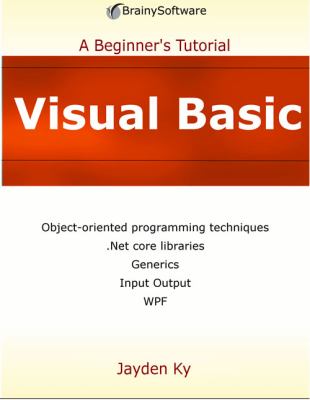 BrainySoftware
A Beginner's Tutorial
Visual Basic
Object-oriented programming techniques
.Net core libraries
Generics
Input Output
WPF
Jayden Ky